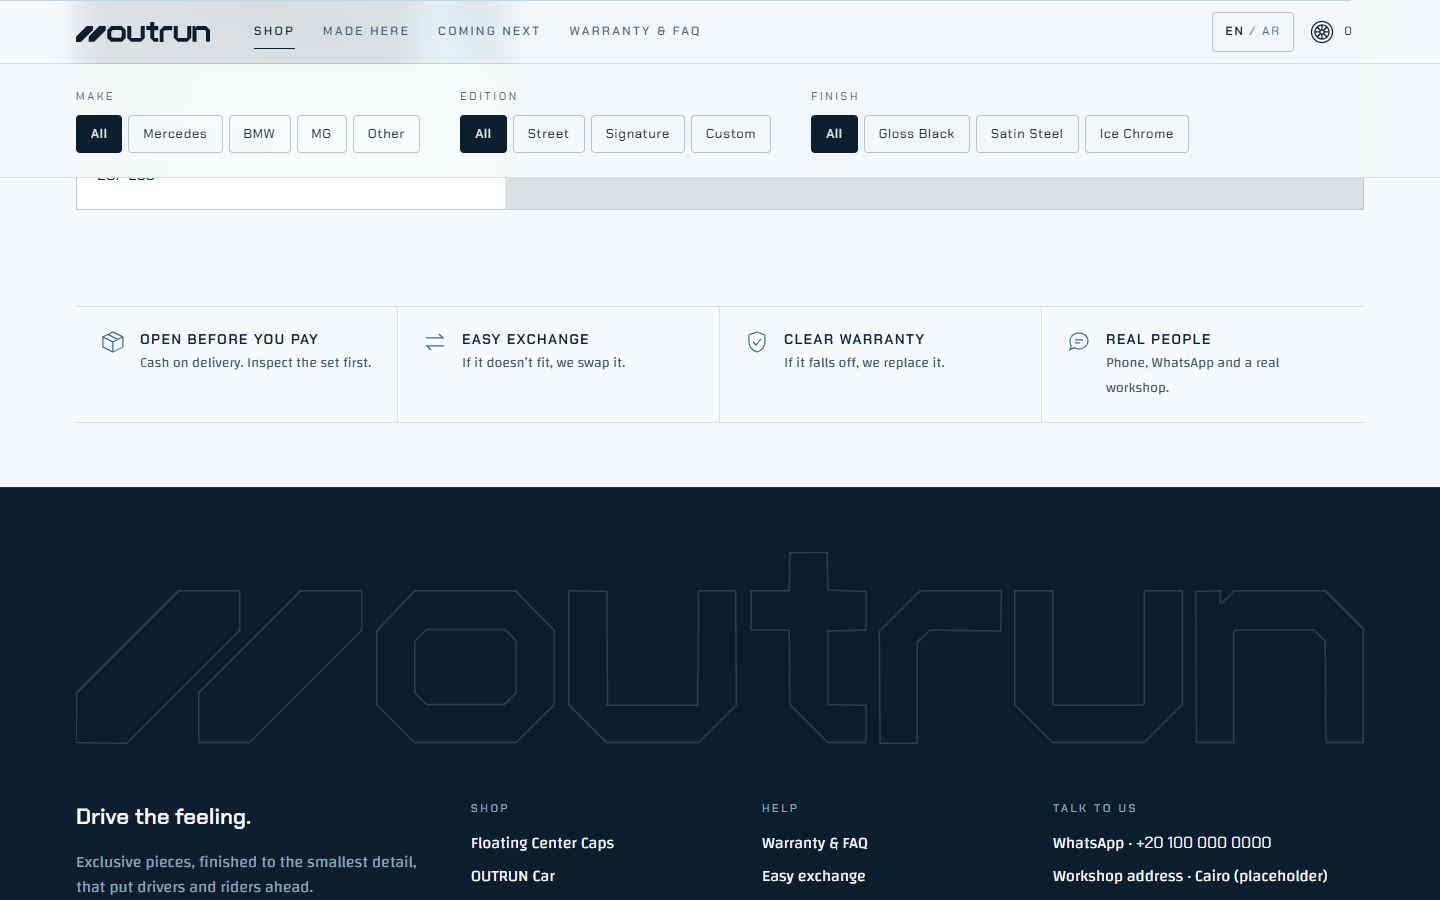 outrun
SHOP
MADE HERE
COMING NEXT
WARRANTY & FAQ
EN / AR
0
MAKE
All
Mercedes
BMW
MG
Other
EDITION
All
Street
Signature
Custom
FINISH
All
Gloss Black
Satin Steel
Ice Chrome
OPEN BEFORE YOU PAY
Cash on delivery. Inspect the set first.
EASY EXCHANGE
If it doesn't fit, we swap it.
CLEAR WARRANTY
If it falls off, we replace it.
REAL PEOPLE
Phone, WhatsApp and a real
workshop.
outrun
Drive the feeling.
Exclusive pieces, finished to the smallest detail,
that put drivers and riders ahead.
SHOP
Floating Center Caps
OUTRUN Car
HELP
Warranty & FAQ
Easy exchange
TALK TO US
WhatsApp · +20 100 000 0000
Workshop address · Cairo (placeholder)